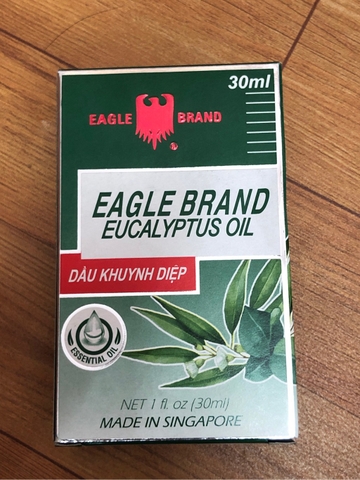 30ml
EAGLE BRAND
EAGLE BRAND
EUCALYPTUS OIL
DẦU KHUYNH DIỆP
ESSENTIAL OIL
NET 1 fl. oz (30ml)
MADE IN SINGAPORE